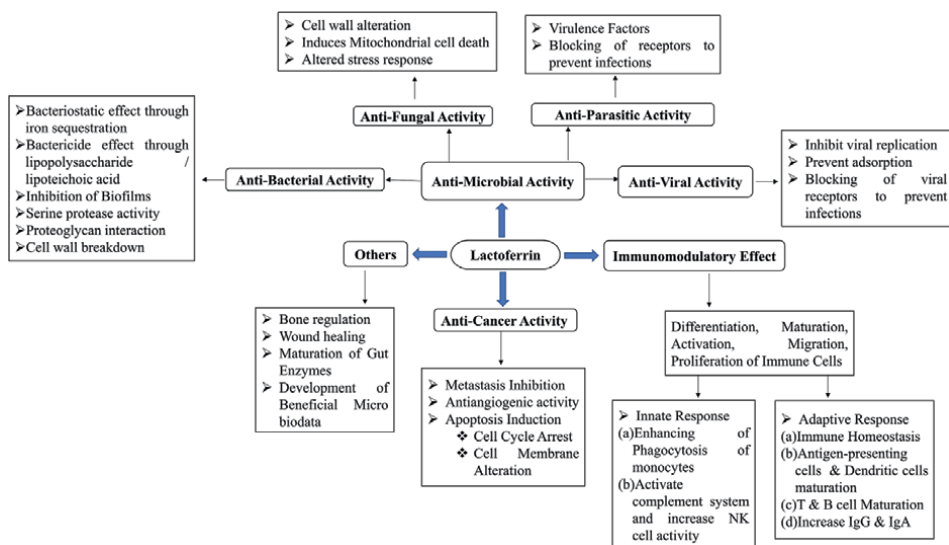 ➤ Cell wall alteration
➤ Induces Mitochondrial cell death
➤ Altered stress response
➤ Virulence Factors
➤ Blocking of receptors to
prevent infections
Anti-Fungal Activity
Anti-Parasitic Activity
➤Bacteriostatic effect through
iron sequestration
➤Bactericide effect through
lipopolysaccharide /
lipoteichoic acid
➤Inhibition of Biofilms
➤Serine protease activity
➤Proteoglycan interaction
➤Cell wall breakdown
Anti-Bacterial Activity
Anti-Microbial Activity
Anti-Viral Activity
➤ Inhibit viral replication
➤ Prevent adsorption
➤ Blocking of viral
receptors to prevent
infections
Others
Lactoferrin
Immunomodulatory Effect
➤ Bone regulation
➤ Wound healing
➤ Maturation of Gut
Enzymes
➤ Development of
Beneficial Micro
biodata
Anti-Cancer Activity
➤ Metastasis Inhibition
➤ Antiangiogenic activity
➤ Apoptosis Induction
❖ Cell Cycle Arrest
❖ Cell Membrane
Alteration
Differentiation, Maturation,
Activation, Migration,
Proliferation of Immune Cells
➤ Innate Response
(a)Enhancing of
Phagocytosis of
monocytes
(b)Activate
complement system
and increase NK
cell activity
➤ Adaptive Response
(a)Immune Homeostasis
(b)Antigen-presenting
cells & Dendritic cells
maturation
(c)T & B cell Maturation
(d)Increase IgG & IgA